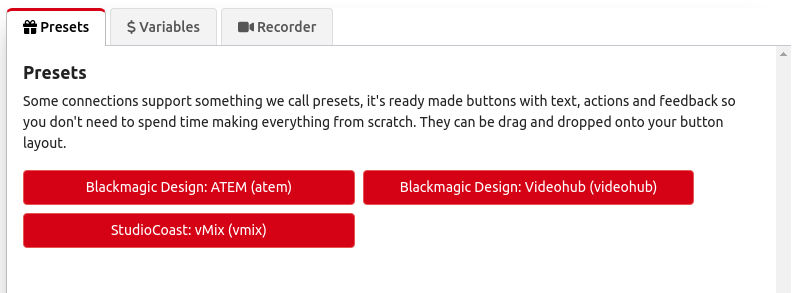 Presets $ Variables Recorder
Presets
Some connections support something we call presets, it's ready made buttons with text, actions and feedback so
you don't need to spend time making everything from scratch. They can be drag and dropped onto your button
layout.
Blackmagic Design: ATEM (atem) Blackmagic Design: Videohub (videohub)
StudioCoast: vMix (vmix)